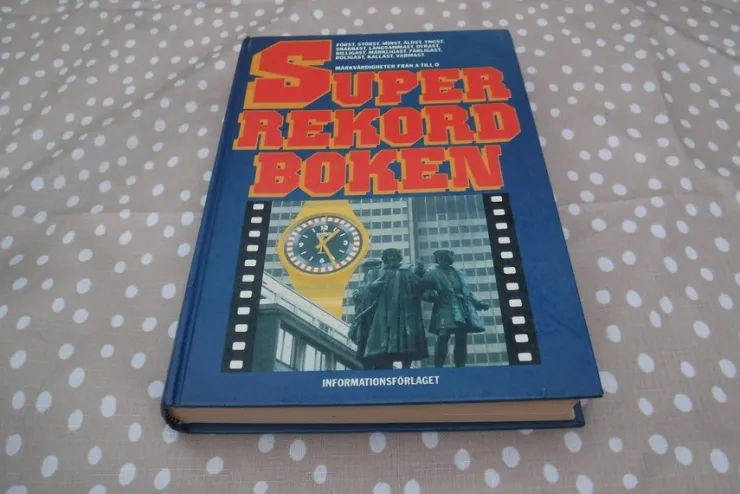 FÖRST, STÖRST, MINST, ÄLDST, YNGST,
SNABBAST, LÅNGSAMMAST, DYRAST,
BILLIGAST, MÄRKLIGAST, FARLIGAST,
ROLIGAST, KALLAST, VARMAST.
MÄRKVÄRDIGHETER FRÅN A TILL Ö
SUPER
REKORD
BOKEN
INFORMATIONSFÖRLAGET